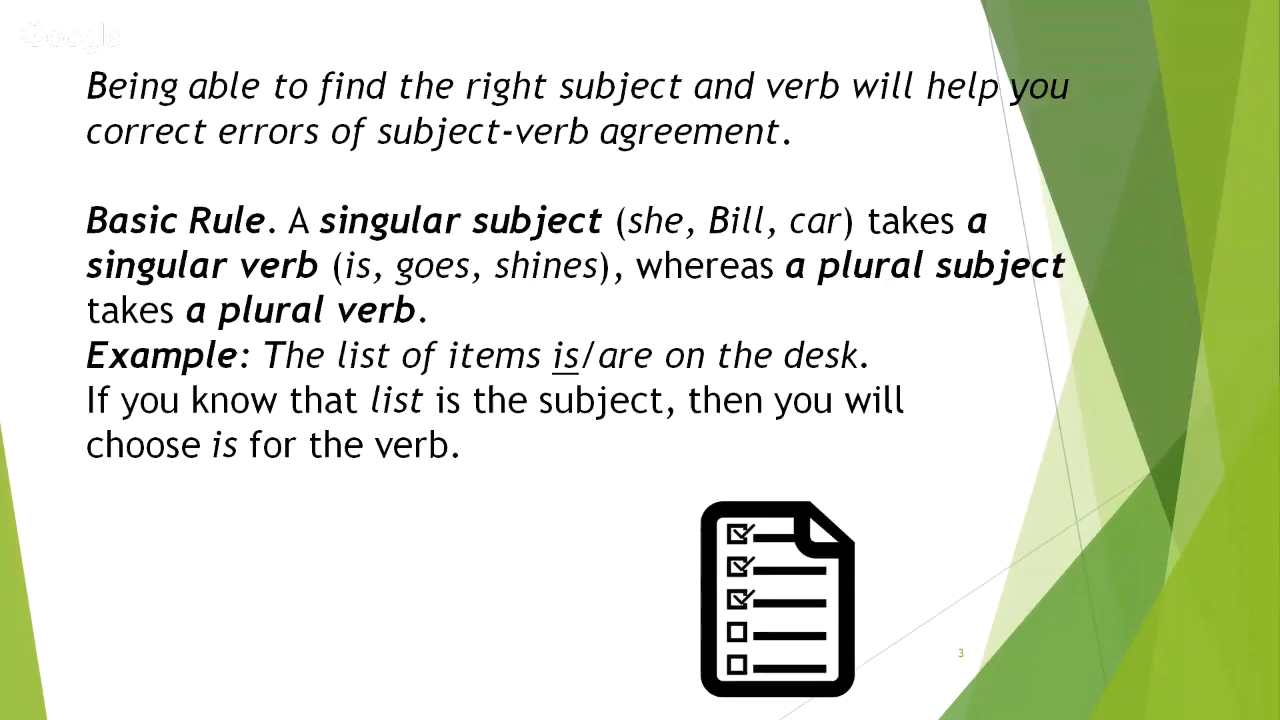 Google
Being able to find the right subject and verb will help you
correct errors of subject-verb agreement.
Basic Rule. A singular subject (she, Bill, car) takes a
singular verb (is, goes, shines), whereas a plural subject
takes a plural verb.
Example: The list of items is/are on the desk.
If you know that list is the subject, then you will
choose is for the verb.
3